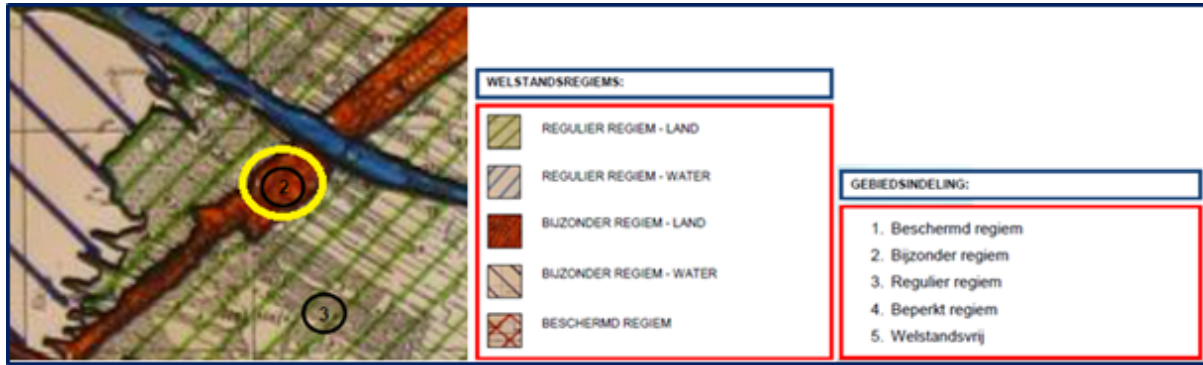 2
3
WELSTANDSREGIEMS:
REGULIER REGIEM - LAND
REGULIER REGIEM - WATER
BIJZONDER REGIEM - LAND
BIJZONDER REGIEM - WATER
BESCHERMD REGIEM
GEBIEDSINDELING:
1. Beschermd regiem
2. Bijzonder regiem
3. Regulier regiem
4. Beperkt regiem
5. Welstandsvrij